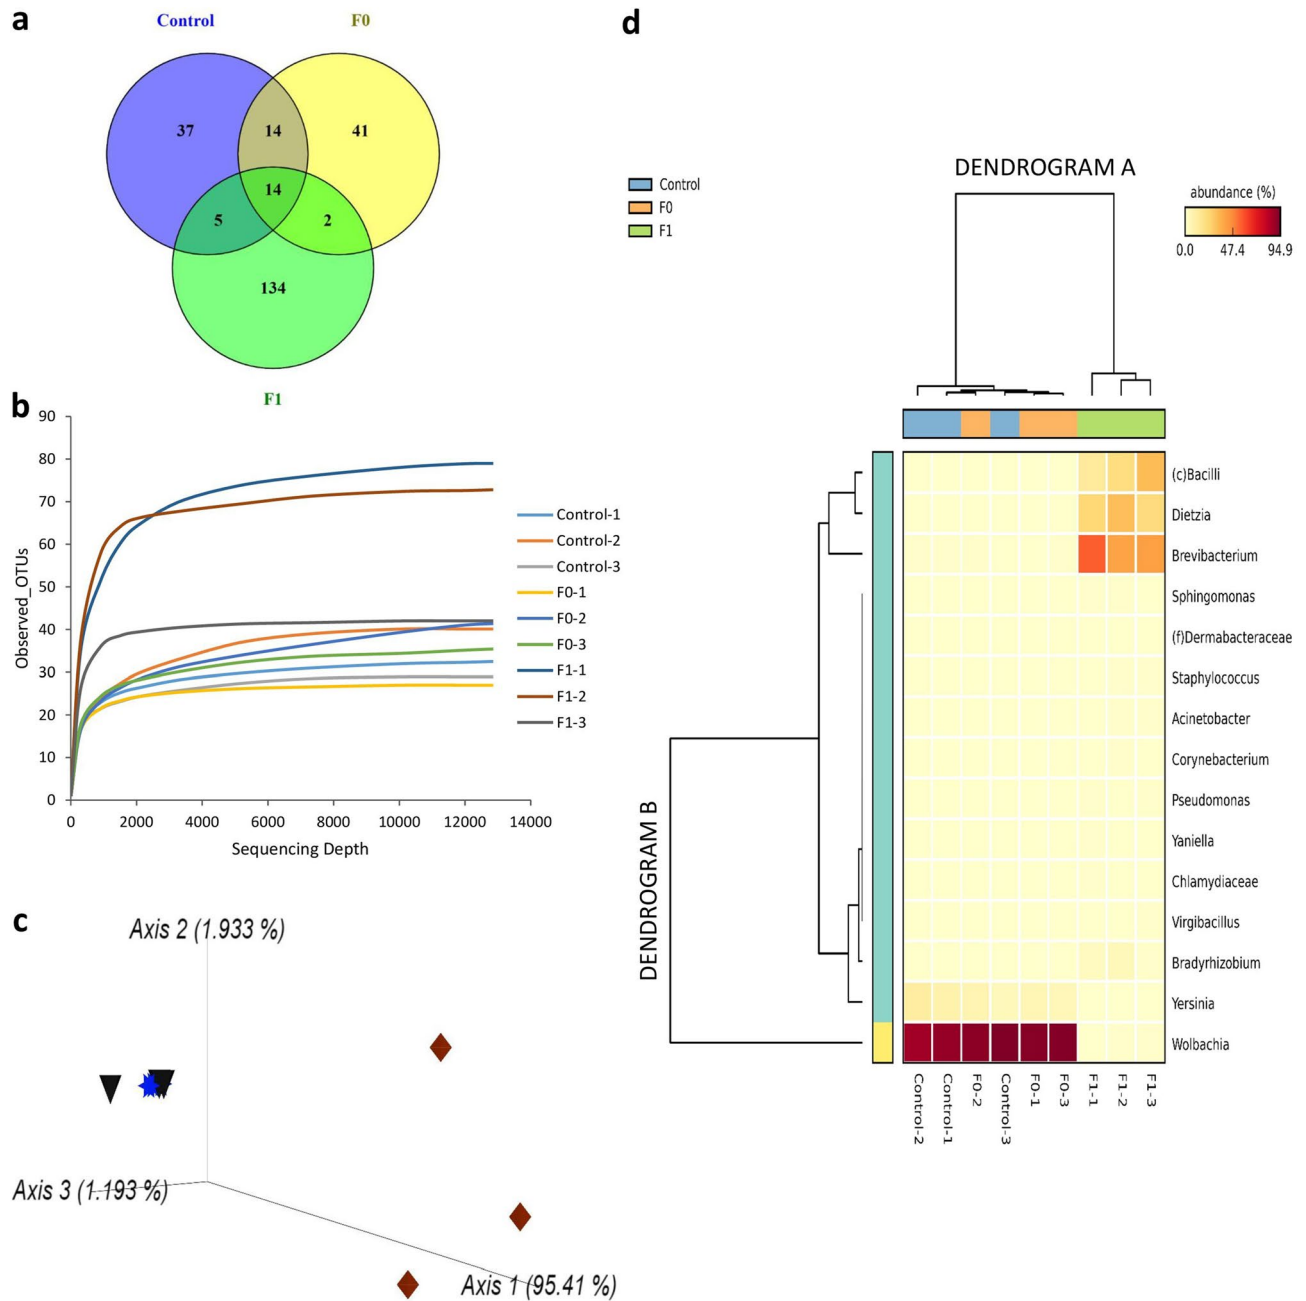 a
Control
F0
37
14
41
14
5
2
134
F1
b
90
80
70
60
50
40
30
20
10
0
Observed_OTUs
0
2000
4000
6000
8000
10000
12000
14000
Sequencing Depth
Control-1
Control-2
Control-3
F0-1
F0-2
F0-3
F1-1
F1-2
F1-3
c
Axis 2 (1.933 %)
Axis 3 (1.193 %)
Axis 1 (95.41 %)
d
Control
F0
F1
DENDROGRAM A
abundance (%)
0.0
47.4
94.9
DENDROGRAM B
(c)Bacilli
Dietzia
Brevibacterium
Sphingomonas
(f)Dermabacteraceae
Staphylococcus
Acinetobacter
Corynebacterium
Pseudomonas
Yaniella
Chlamydiaceae
Virgibacillus
Bradyrhizobium
Yersinia
Wolbachia
Control-2
Control-1
F0-2
Control-3
F0-1
F0-3
F1-1
F1-2
F1-3